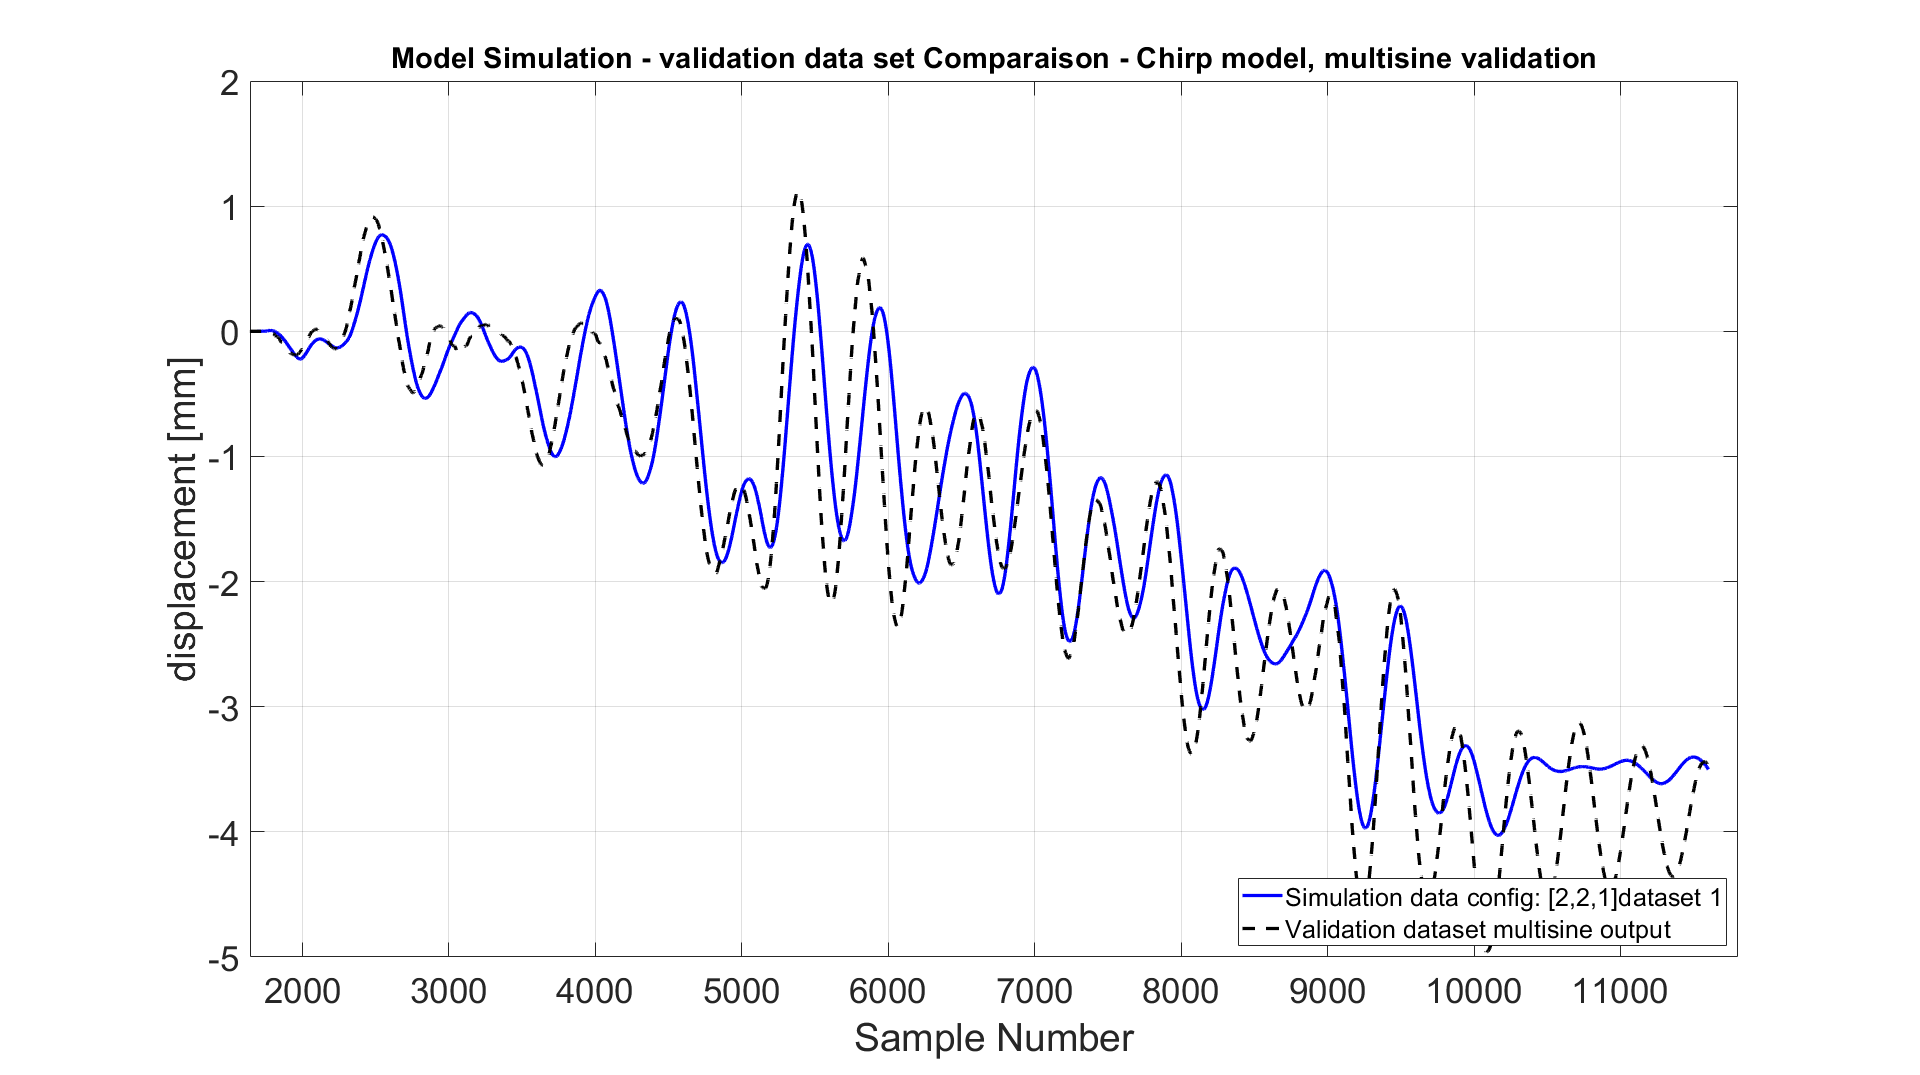 Model Simulation - validation data set Comparaison - Chirp model, multisine validation
2
1
0
-1
-2
-3
-4
-5
displacement [mm]
2000 3000 4000 5000 6000 7000 8000 9000 10000 11000
Sample Number
Simulation data config: [2,2,1]dataset 1
Validation dataset multisine output